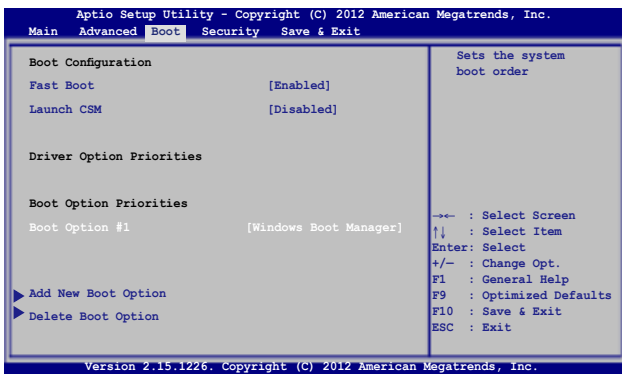 Aptio Setup Utility - Copyright (C) 2012 American Megatrends, Inc.
Main Advanced Boot Security Save & Exit
Boot Configuration
Fast Boot [Enabled]
Launch CSM [Disabled]
Driver Option Priorities
Boot Option Priorities
Boot Option #1 [Windows Boot Manager]
Add New Boot Option
Delete Boot Option
Sets the system
boot order
→← : Select Screen
↑↓ : Select Item
Enter: Select
+/— : Change Opt.
F1 : General Help
F9 : Optimized Defaults
F10 : Save & Exit
ESC : Exit
Version 2.15.1226. Copyright (C) 2012 American Megatrends, Inc.